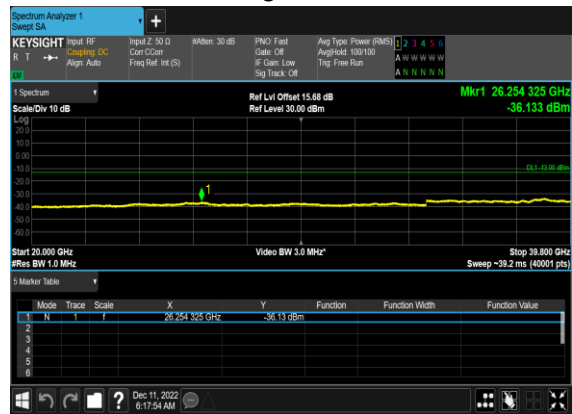 Spectrum Analyzer 1
Swept SA
KEYSIGHT Input: RF Input Z: 50 Ω #Atten: 30 dB PNO: Fast Avg Type: Power (RMS) 1 2 3 4 5 6
R T Coupling: DC Corr CCorr Gate: Off Avg|Hold: 100/100 A W W W W W
Align: Auto Freq Ref: Int (S) IF Gain: Low Trig: Free Run
Sig Track: Off A N N N N N
1 Spectrum Ref Lvl Offset 15.68 dB Mkr1 26.254 325 GHz
Scale/Div 10 dB Ref Level 30.00 dBm -36.133 dBm
Log
20.0
10.0
0.00
-10.0
DL1 -13.00 dBm
-20.0
-30.0
1
-40.0
-50.0
-60.0
Start 20.000 GHz Video BW 3.0 MHz* Stop 39.800 GHz
#Res BW 1.0 MHz Sweep ~39.2 ms (40001 pts)
5 Marker Table
Mode Trace Scale X Y Function Function Width Function Value
1 N 1 f 26.254 325 GHz -36.13 dBm
2
3
4
5
6
? Dec 11, 2022
6:17:54 AM